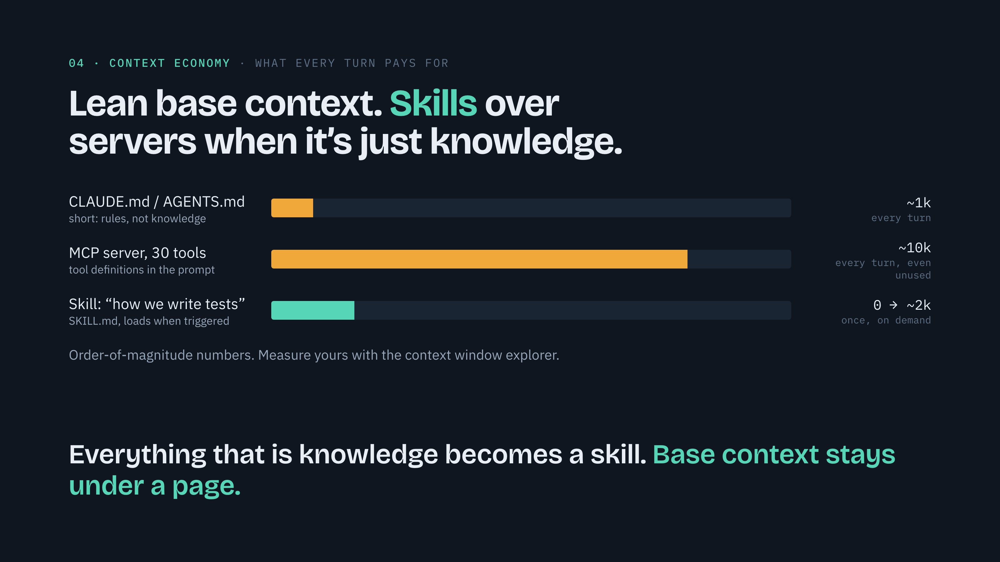 04 · CONTEXT ECONOMY · WHAT EVERY TURN PAYS FOR
Lean base context. Skills over
servers when it’s just knowledge.
CLAUDE.md / AGENTS.md
short: rules, not knowledge
~1k
every turn
MCP server, 30 tools
tool definitions in the prompt
~10k
every turn, even
unused
Skill: “how we write tests”
SKILL.md, loads when triggered
0 → ~2k
once, on demand
Order-of-magnitude numbers. Measure yours with the context window explorer.
Everything that is knowledge becomes a skill. Base context stays
under a page.